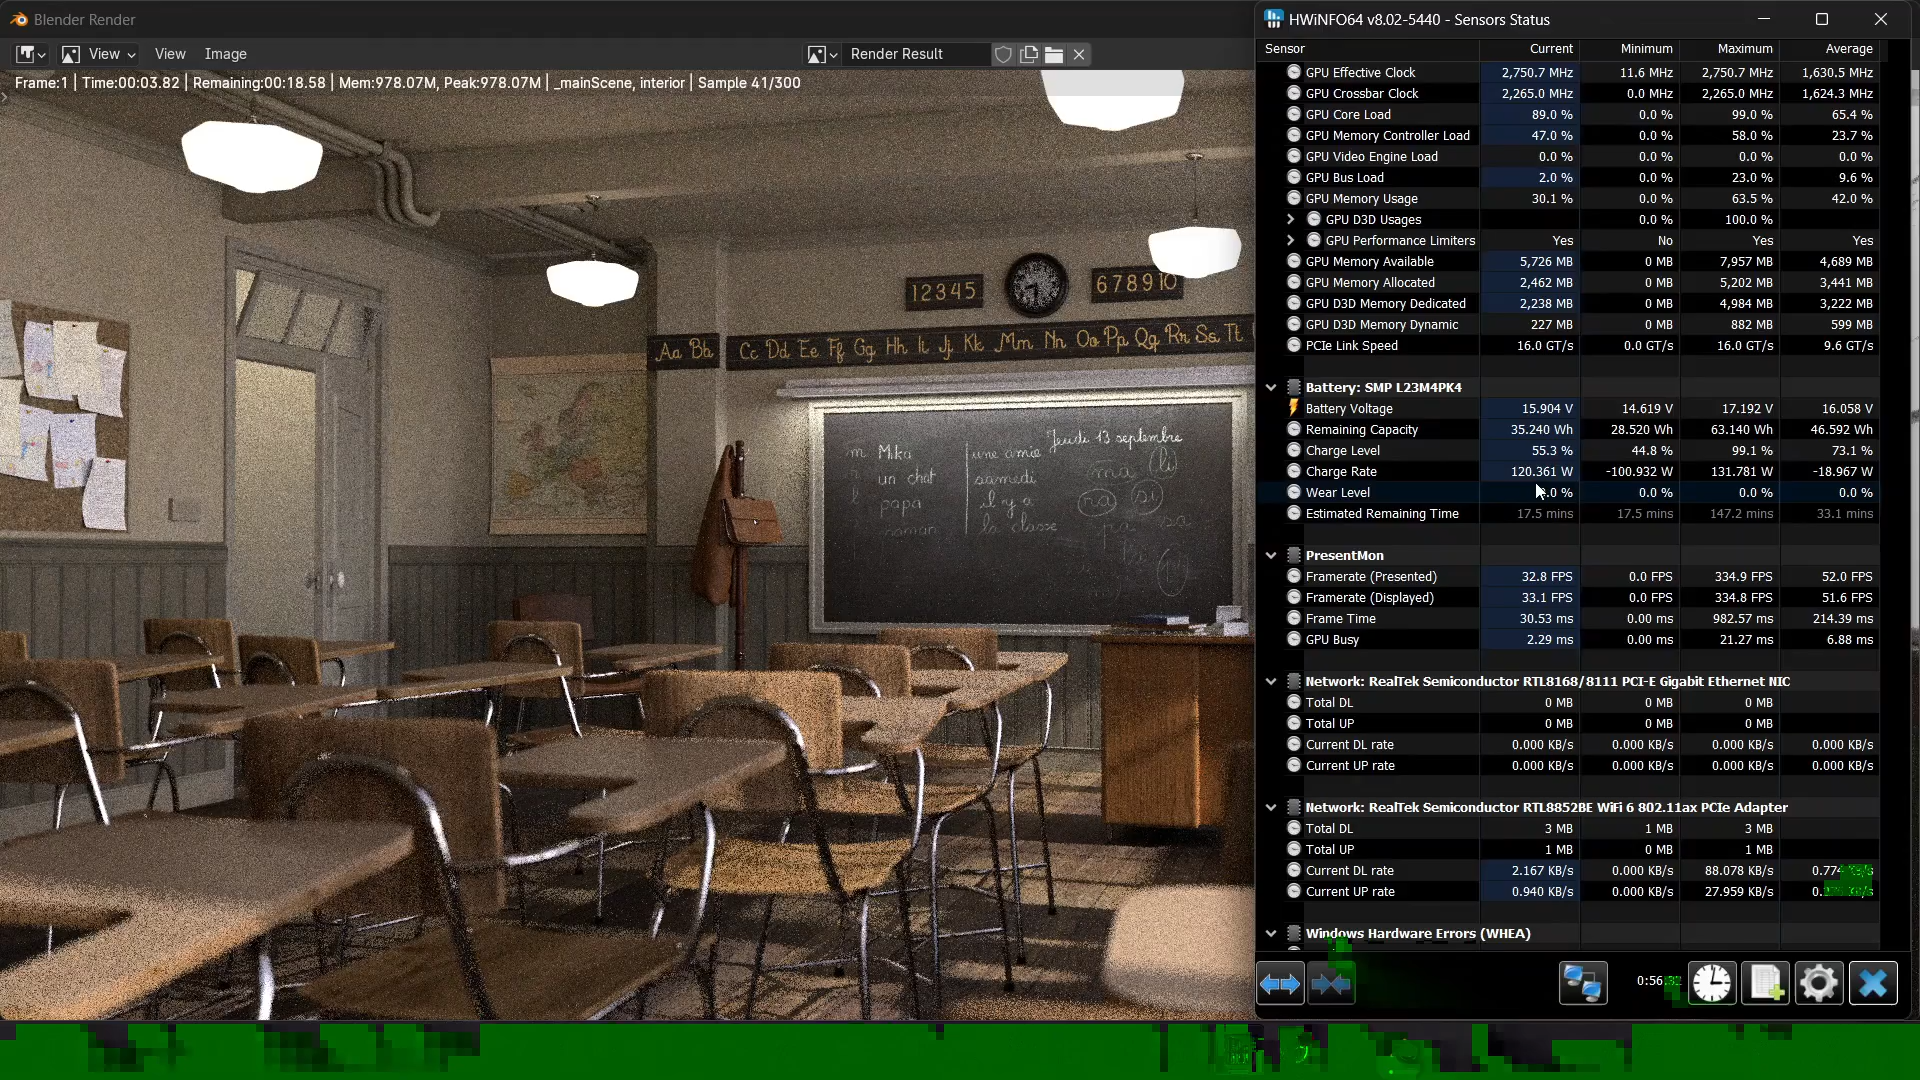 Blender Render
View View Image Render Result
Frame:1 | Time:00:03.82 | Remaining:00:18.58 | Mem:978.07M, Peak:978.07M | _mainScene, interior | Sample 41/300
1 2 3 4 5
6 7 8 9 10
Aa Bb Cc Dd Ee Ff Gg Hh Ii Jj Kk Mm Nn Oo Pp Qq Rr Ss Tt
Jeudi 13 septembre
m Mika une amie ma li
un chat samedi na si
papa il y a
maman la classe
HWiNFO64 v8.02-5440 - Sensors Status
Sensor Current Minimum Maximum Average
GPU Effective Clock 2,750.7 MHz 11.6 MHz 2,750.7 MHz 1,630.5 MHz
GPU Crossbar Clock 2,265.0 MHz 0.0 MHz 2,265.0 MHz 1,624.3 MHz
GPU Core Load 89.0 % 0.0 % 99.0 % 65.4 %
GPU Memory Controller Load 47.0 % 0.0 % 58.0 % 23.7 %
GPU Video Engine Load 0.0 % 0.0 % 0.0 % 0.0 %
GPU Bus Load 2.0 % 0.0 % 23.0 % 9.6 %
GPU Memory Usage 30.1 % 0.0 % 63.5 % 42.0 %
GPU D3D Usages 0.0 % 100.0 %
GPU Performance Limiters Yes No Yes Yes
GPU Memory Available 5,726 MB 0 MB 7,957 MB 4,689 MB
GPU Memory Allocated 2,462 MB 0 MB 5,202 MB 3,441 MB
GPU D3D Memory Dedicated 2,238 MB 0 MB 4,984 MB 3,222 MB
GPU D3D Memory Dynamic 227 MB 0 MB 882 MB 599 MB
PCIe Link Speed 16.0 GT/s 0.0 GT/s 16.0 GT/s 9.6 GT/s
Battery: SMP L23M4PK4
Battery Voltage 15.904 V 14.619 V 17.192 V 16.058 V
Remaining Capacity 35.240 Wh 28.520 Wh 63.140 Wh 46.592 Wh
Charge Level 55.3 % 44.8 % 99.1 % 73.1 %
Charge Rate 120.361 W -100.932 W 131.781 W -18.967 W
Wear Level .0 % 0.0 % 0.0 % 0.0 %
Estimated Remaining Time 17.5 mins 17.5 mins 147.2 mins 33.1 mins
PresentMon
Framerate (Presented) 32.8 FPS 0.0 FPS 334.9 FPS 52.0 FPS
Framerate (Displayed) 33.1 FPS 0.0 FPS 334.8 FPS 51.6 FPS
Frame Time 30.53 ms 0.00 ms 982.57 ms 214.39 ms
GPU Busy 2.29 ms 0.00 ms 21.27 ms 6.88 ms
Network: RealTek Semiconductor RTL8168/8111 PCI-E Gigabit Ethernet NIC
Total DL 0 MB 0 MB 0 MB
Total UP 0 MB 0 MB 0 MB
Current DL rate 0.000 KB/s 0.000 KB/s 0.000 KB/s 0.000 KB/s
Current UP rate 0.000 KB/s 0.000 KB/s 0.000 KB/s 0.000 KB/s
Network: RealTek Semiconductor RTL8852BE WiFi 6 802.11ax PCIe Adapter
Total DL 3 MB 1 MB 3 MB
Total UP 1 MB 0 MB 1 MB
Current DL rate 2.167 KB/s 0.000 KB/s 88.078 KB/s 0.774
Current UP rate 0.940 KB/s 0.000 KB/s 27.959 KB/s
Windows Hardware Errors (WHEA)
0:56